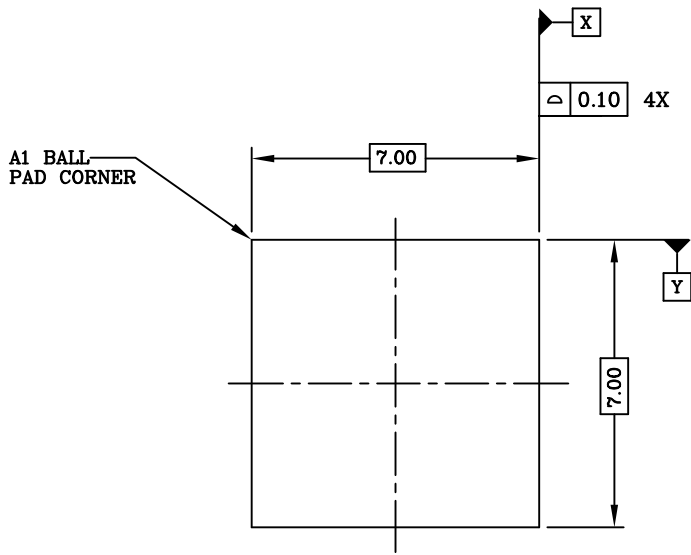 X
⌓ 0.10 4X
7.00
A1 BALL
PAD CORNER
Y
7.00